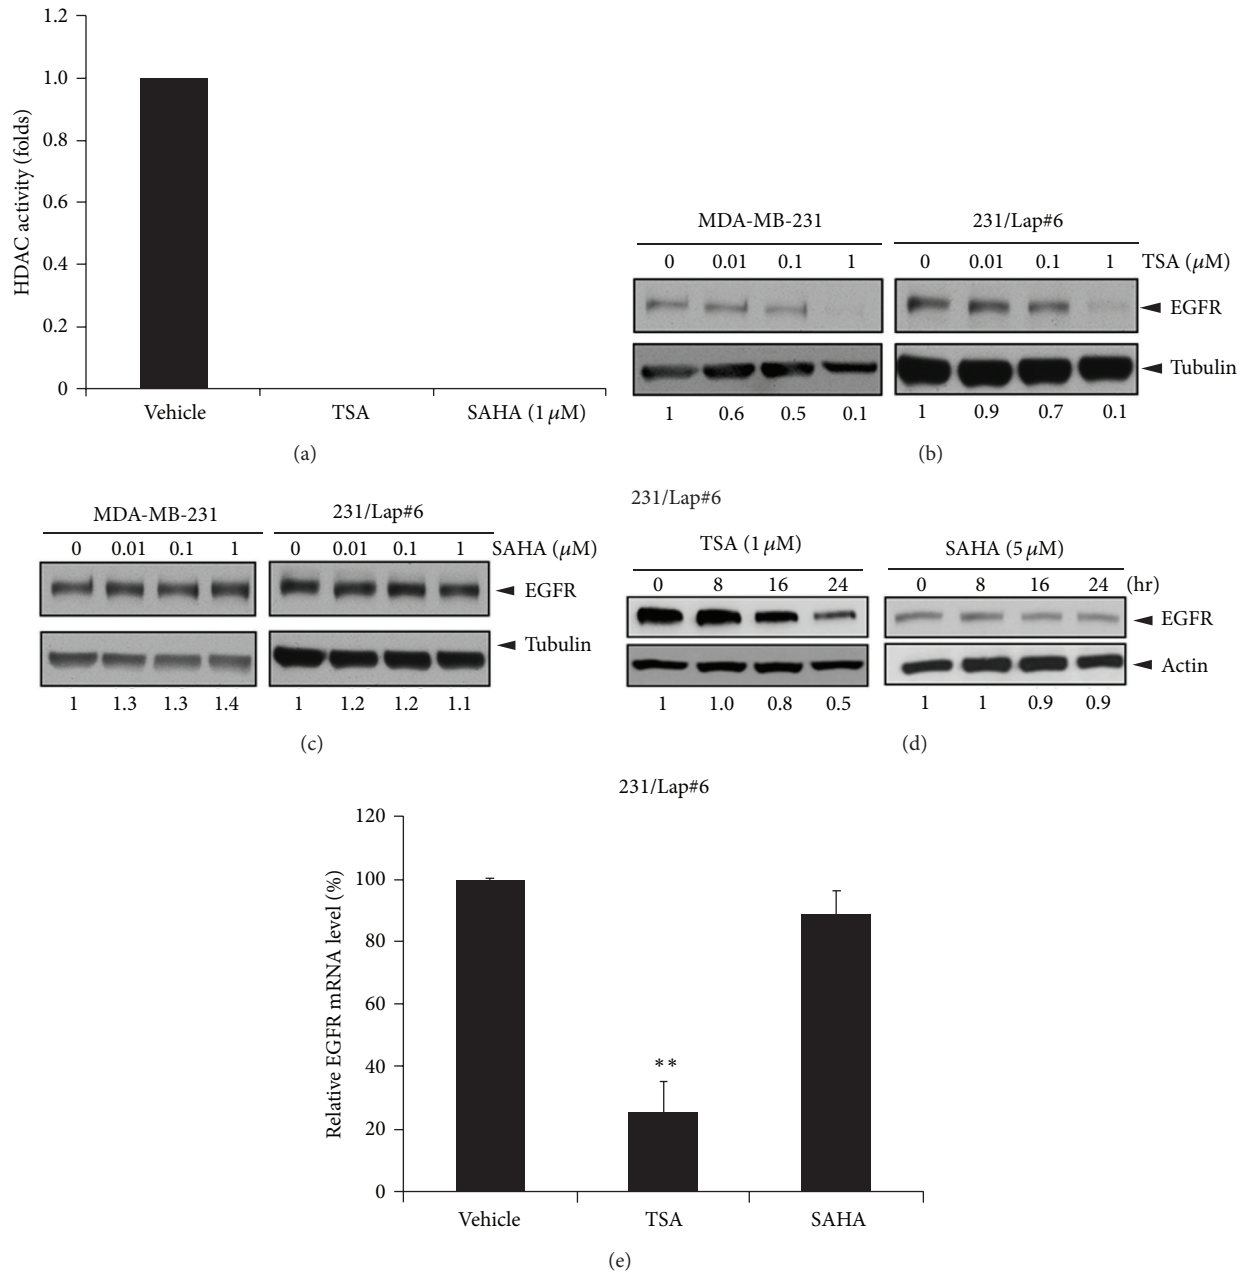 1.2
1.0
0.8
0.6
0.4
0.2
0
HDAC activity (folds)
Vehicle TSA SAHA (1 μM)
(a)
MDA-MB-231 231/Lap#6
0 0.01 0.1 1 0 0.01 0.1 1 TSA (μM)
EGFR
Tubulin
1 0.6 0.5 0.1 1 0.9 0.7 0.1
(b)
MDA-MB-231 231/Lap#6
0 0.01 0.1 1 0 0.01 0.1 1 SAHA (μM)
EGFR
Tubulin
1 1.3 1.3 1.4 1 1.2 1.2 1.1
(c)
231/Lap#6
TSA (1 μM) SAHA (5 μM)
0 8 16 24 0 8 16 24 (hr)
EGFR
Actin
1 1.0 0.8 0.5 1 1 0.9 0.9
(d)
231/Lap#6
120
100
80
60
40
20
0
Relative EGFR mRNA level (%)
**
Vehicle TSA SAHA
(e)